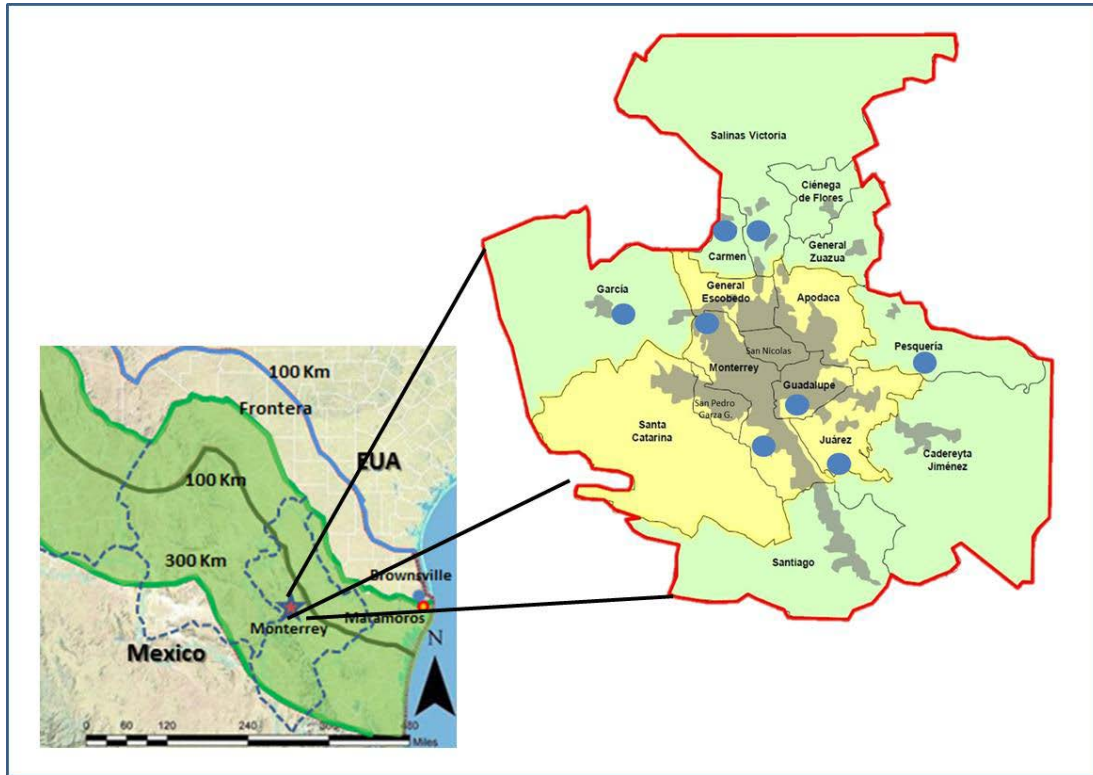 Salinas Victoria
Ciénega
de Flores
General
Zuazua
Carmen
García
General
Escobedo
Apodaca
San Nicolas
Pesquería
Monterrey
Guadalupe
San Pedro
Garza G.
Santa
Catarina
Juárez
Cadereyta
Jiménez
Santiago
100 Km
Frontera
EUA
100 Km
300 Km
Brownsville
Matamoros
Monterrey
N
Mexico
0 60 120 240
Miles